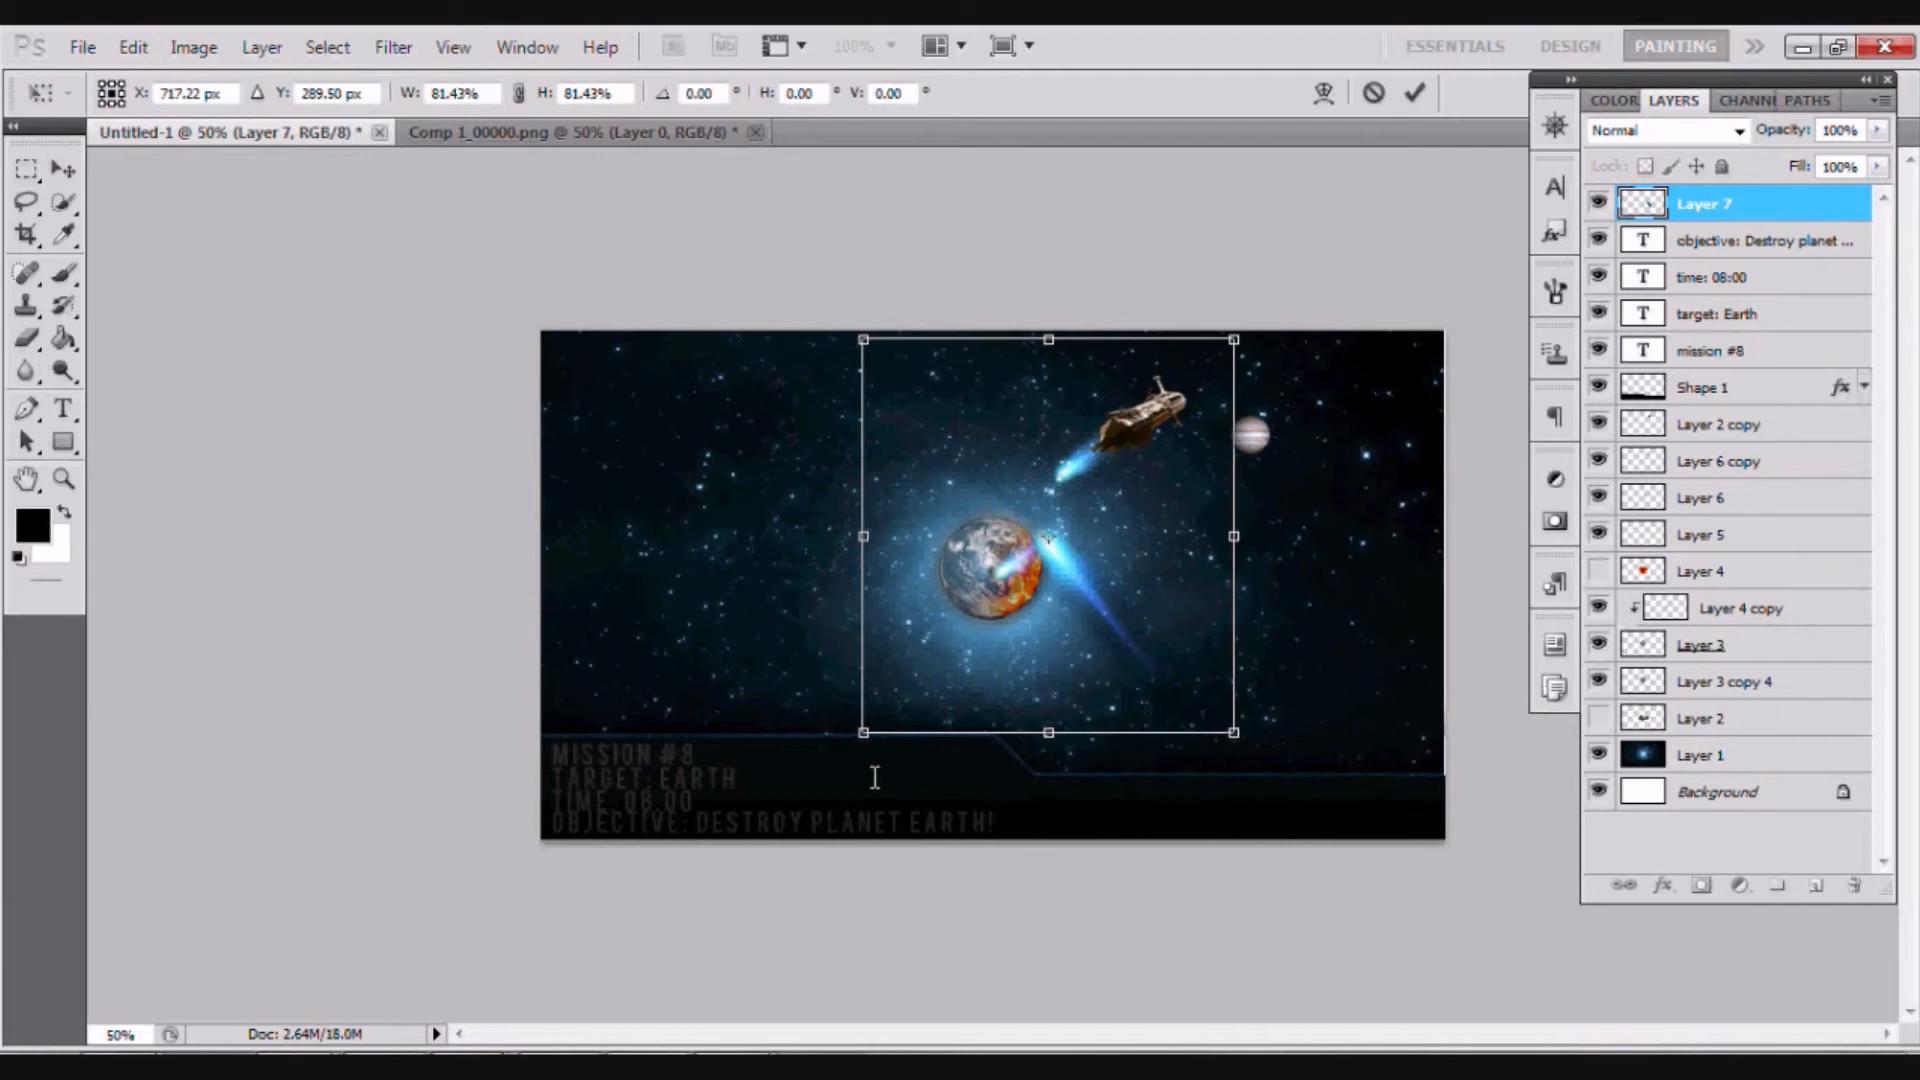 Ps File Edit Image Layer Select Filter View Window Help Mb 100% ESSENTIALS DESIGN PAINTING
X: 717.22 px Y: 289.50 px W: 81.43% H: 81.43% 0.00 ° H: 0.00 ° V: 0.00 °
COLOR LAYERS CHANNI PATHS
Untitled-1 @ 50% (Layer 7, RGB/8) * Comp 1_00000.png @ 50% (Layer 0, RGB/8) *
Normal Opacity: 100%
Lock: Fill: 100%
Layer 7
T objective: Destroy planet ...
T time: 08:00
T target: Earth
T mission #8
Shape 1 fx
Layer 2 copy
Layer 6 copy
Layer 6
Layer 5
Layer 4
Layer 4 copy
Layer 3
Layer 3 copy 4
Layer 2
Layer 1
Background
MISSION #8
TARGET: EARTH
TIME: 08:00
OBJECTIVE: DESTROY PLANET EARTH!
50% Doc: 2.64M/18.0M